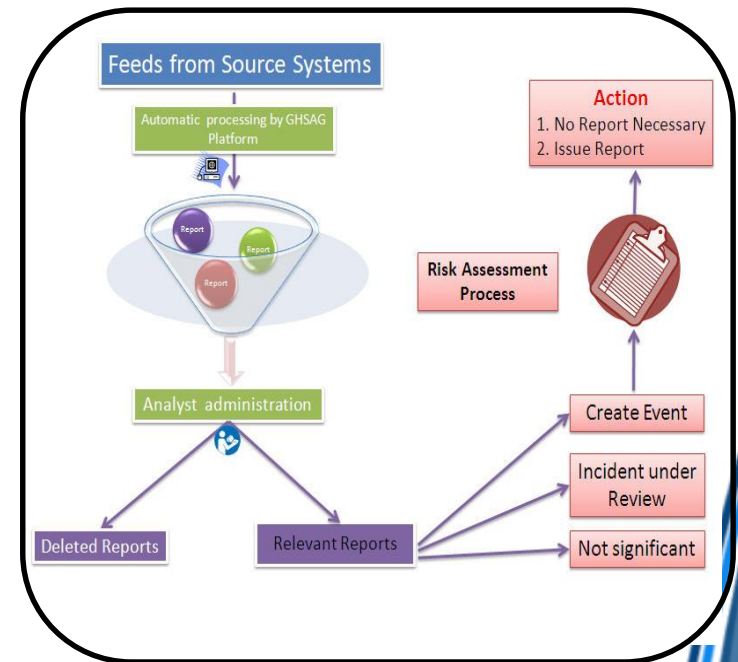 Feeds from Source Systems
Automatic processing by GHSAG
Platform
Report
Report
Report
Analyst administration
Deleted Reports
Relevant Reports
Action
1. No Report Necessary
2. Issue Report
Risk Assessment
Process
Create Event
Incident under
Review
Not significant